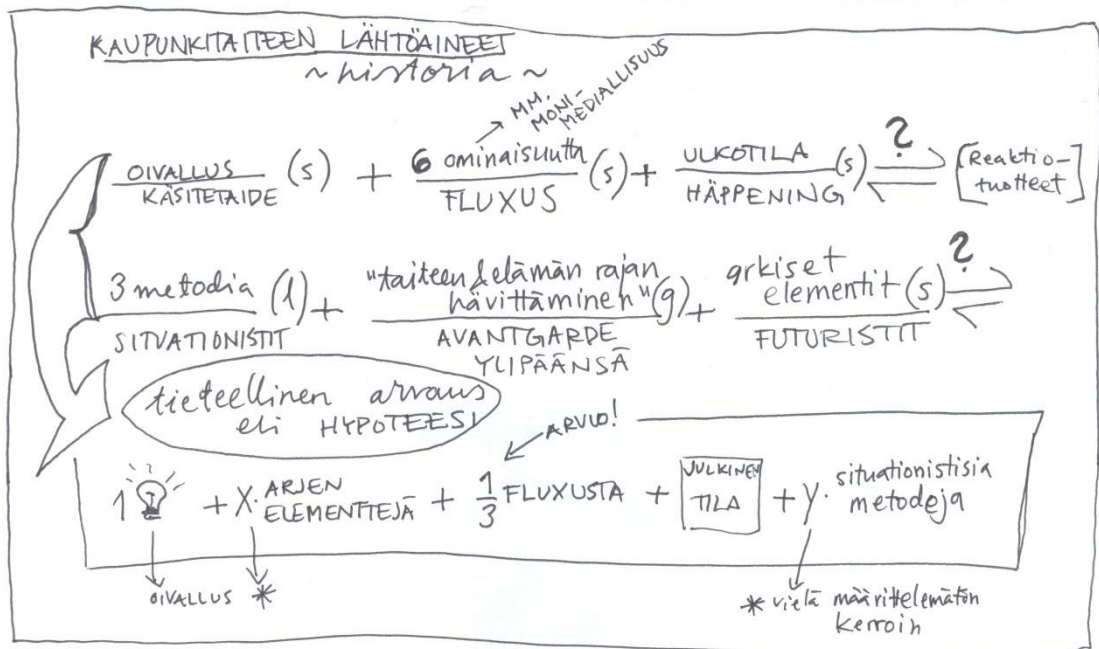 KAUPUNKITAITEEN LÄHTÖAINEET
~ historia ~
MM.
MONI-
MEDIALLISUUS
OIVALLUS (s) + 6 ominaisuutta (s) + ULKOTILA (s) ? [Reaktio-
tuotteet]
KÄSITETAIDE FLUXUS HÄPPENING
3 metodia (l) + "taiteen & elämän rajan
hävittäminen" (g) + arkiset
elementit (s) ?
SITUATIONISTIT AVANTGARDE
YLIPÄÄNSÄ FUTURISTIT
tieteellinen arvaus
eli HYPOTEESI
ARVIO!
1 + X · ARJEN
ELEMENTTEJÄ + 1/3 FLUXUSTA + JULKINEN
TILA + y · situationistisia
metodeja
OIVALLUS *
* vielä määrittelemätön
kerroin